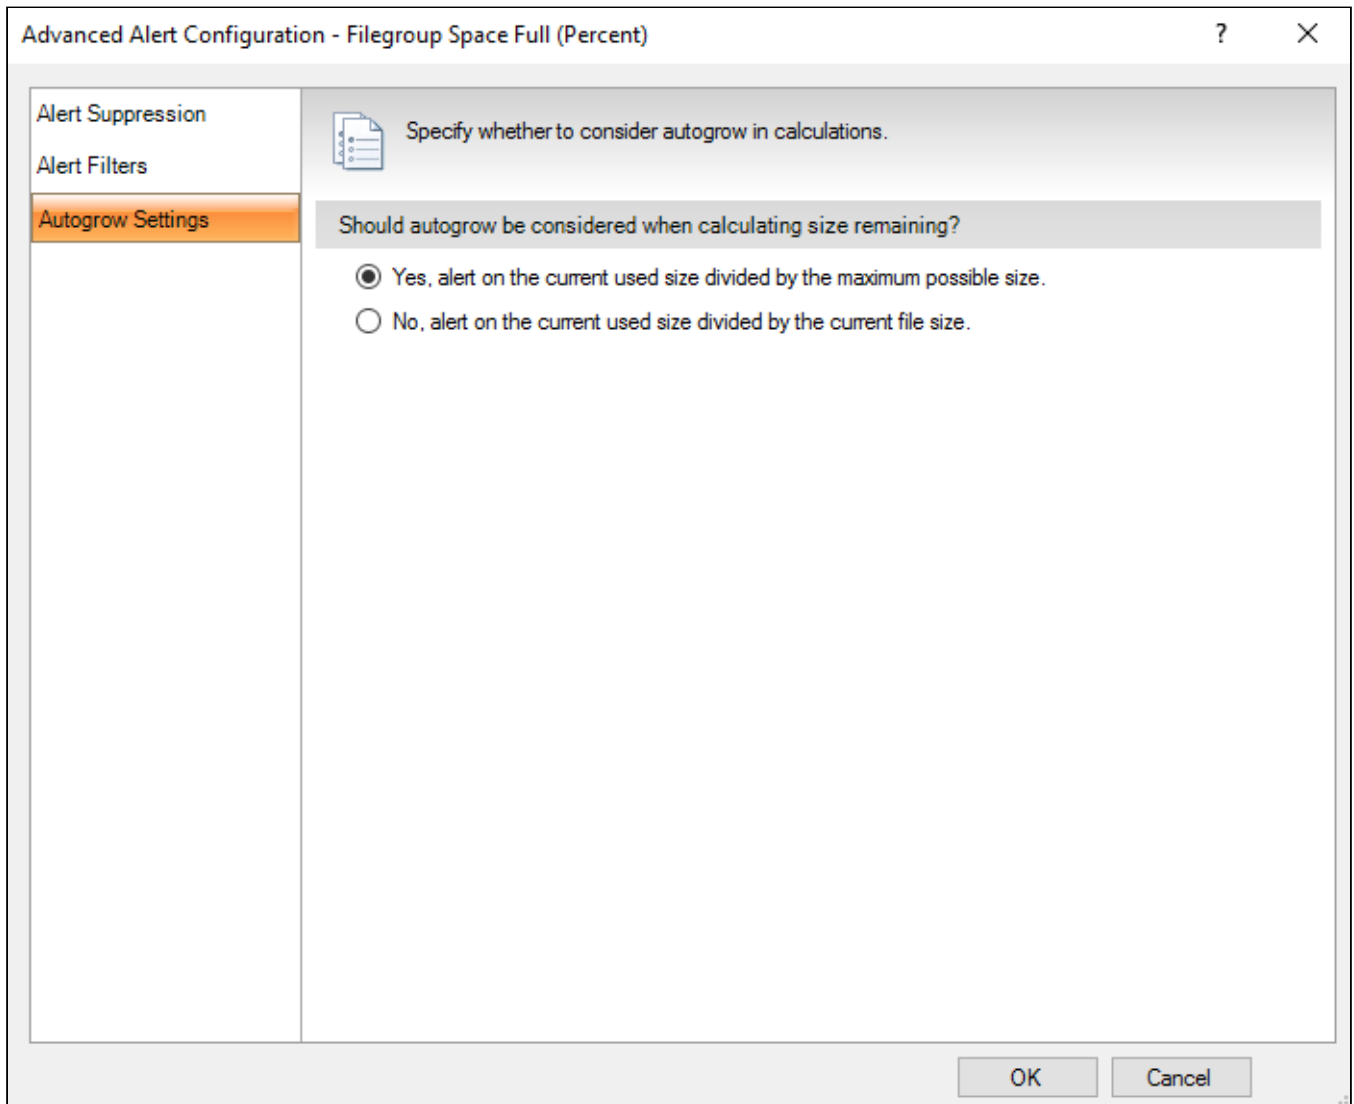 Advanced Alert Configuration - Filegroup Space Full (Percent)
?
Alert Suppression
Alert Filters
Autogrow Settings
Specify whether to consider autogrow in calculations.
Should autogrow be considered when calculating size remaining?
Yes, alert on the current used size divided by the maximum possible size.
No, alert on the current used size divided by the current file size.
OK
Cancel